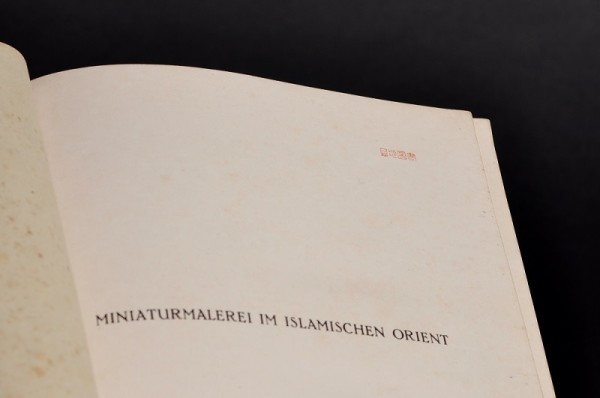 MINIATURMALEREI IM ISLAMISCHEN ORIENT